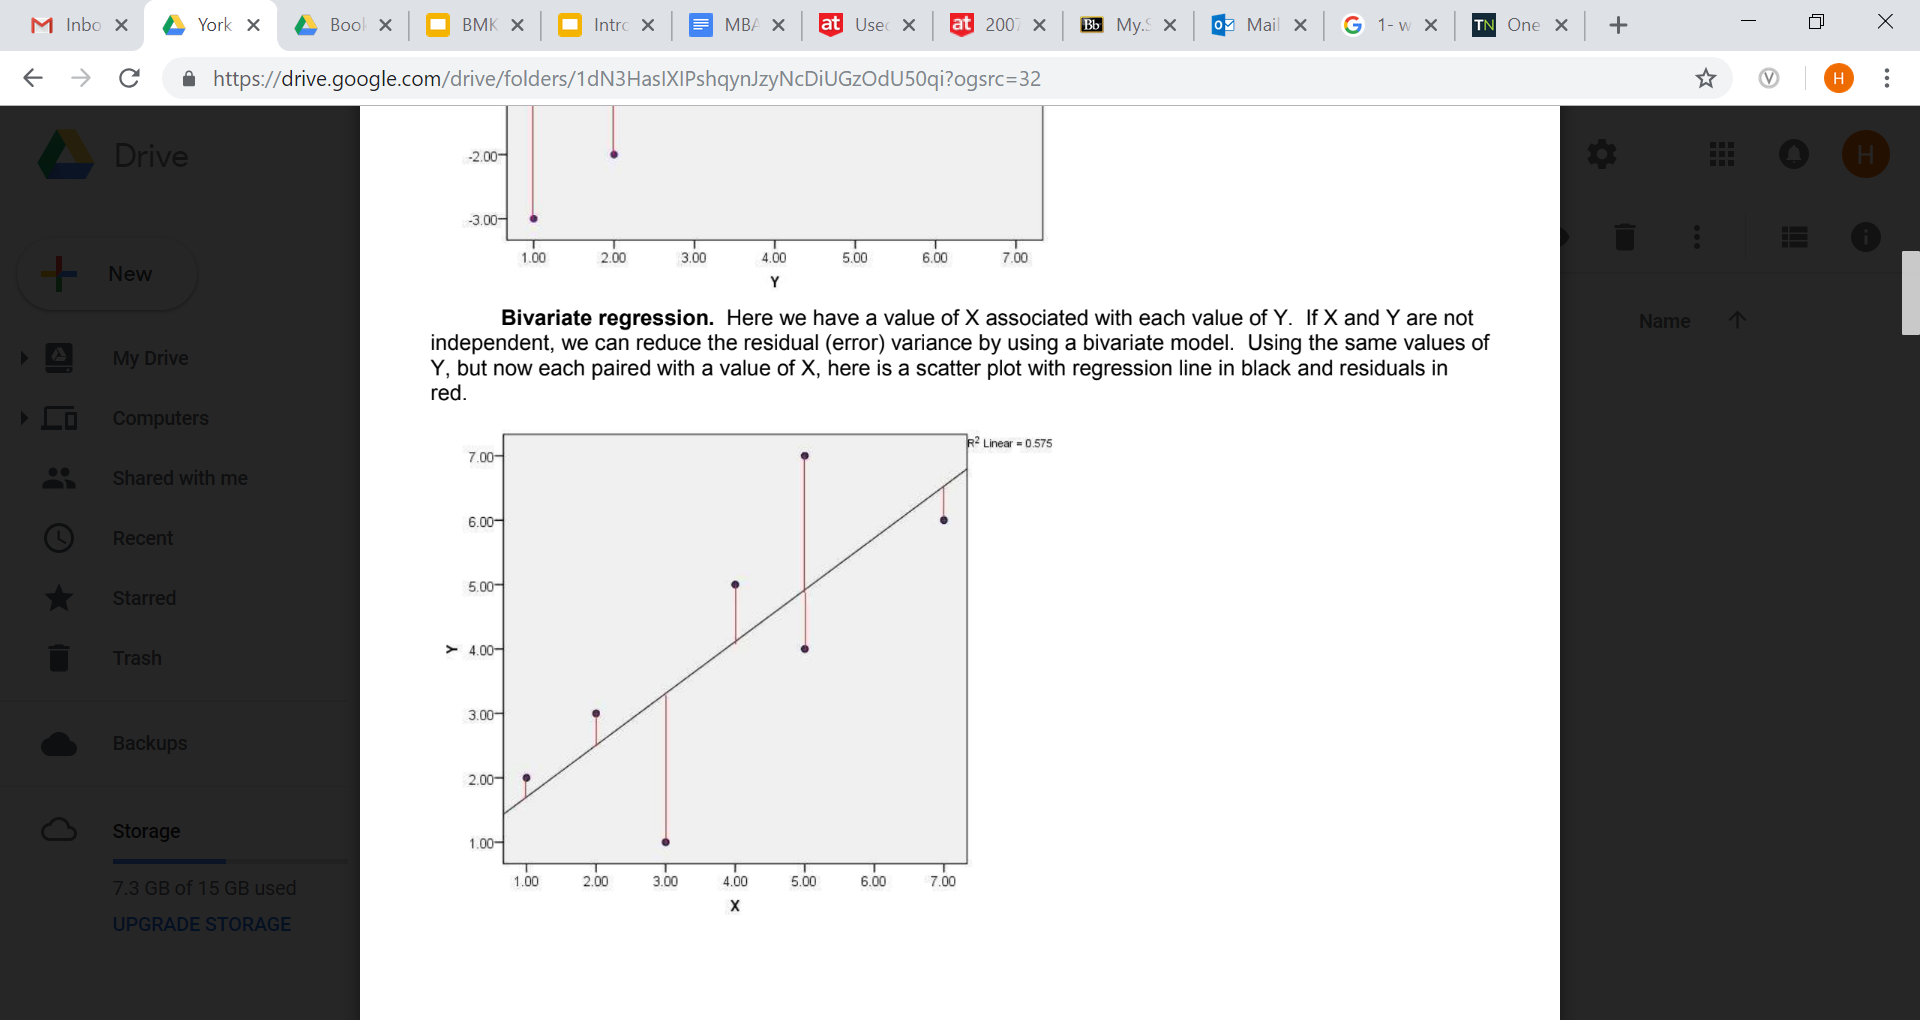 Inbo
York
Book
BMK
Intro
MBA
at Used
at 2007
Bb My.S
Mail
1- w
TN One
https://drive.google.com/drive/folders/1dN3HasIXIPshqynJzyNcDiUGzOdU50qi?ogsrc=32
H
Drive
H
New
My Drive
Computers
Shared with me
Recent
Starred
Trash
Backups
Storage
7.3 GB of 15 GB used
UPGRADE STORAGE
Name
-2.00
-3.00
1.00 2.00 3.00 4.00 5.00 6.00 7.00
Y
Bivariate regression. Here we have a value of X associated with each value of Y. If X and Y are not
independent, we can reduce the residual (error) variance by using a bivariate model. Using the same values of
Y, but now each paired with a value of X, here is a scatter plot with regression line in black and residuals in
red.
R² Linear = 0.575
7.00
6.00
5.00
Y
4.00
3.00
2.00
1.00
1.00 2.00 3.00 4.00 5.00 6.00 7.00
X